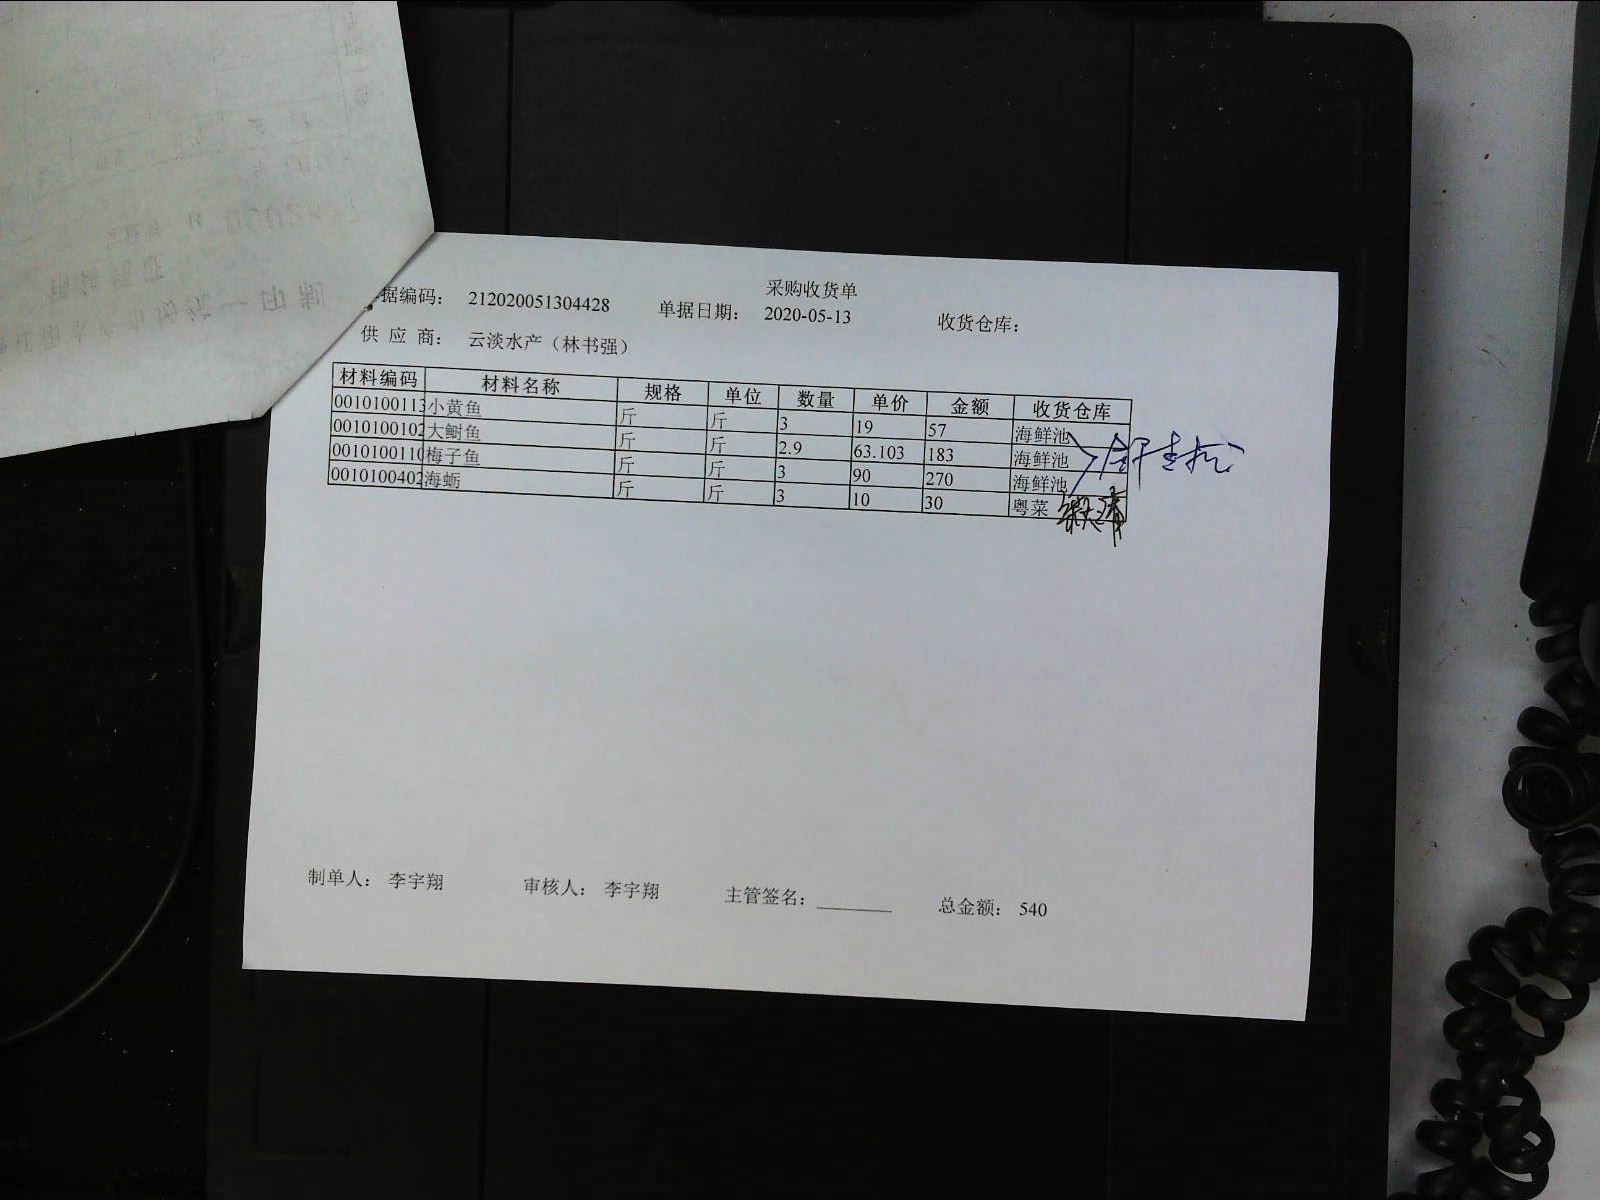 采购收货单
据编码： 212020051304428 单据日期： 2020-05-13 收货仓库：
供 应 商： 云淡水产（林书强）
材料编码 材料名称 规格 单位 数量 单价 金额 收货仓库
0010100113 小黄鱼 斤 斤 3 19 57 海鲜池
0010100102 大鲥鱼 斤 斤 2.9 63.103 183 海鲜池
0010100110 梅子鱼 斤 斤 3 90 270 海鲜池
0010100402 海蛎 斤 斤 3 10 30 粤菜
制单人： 李宇翔 审核人： 李宇翔 主管签名： 总金额： 540